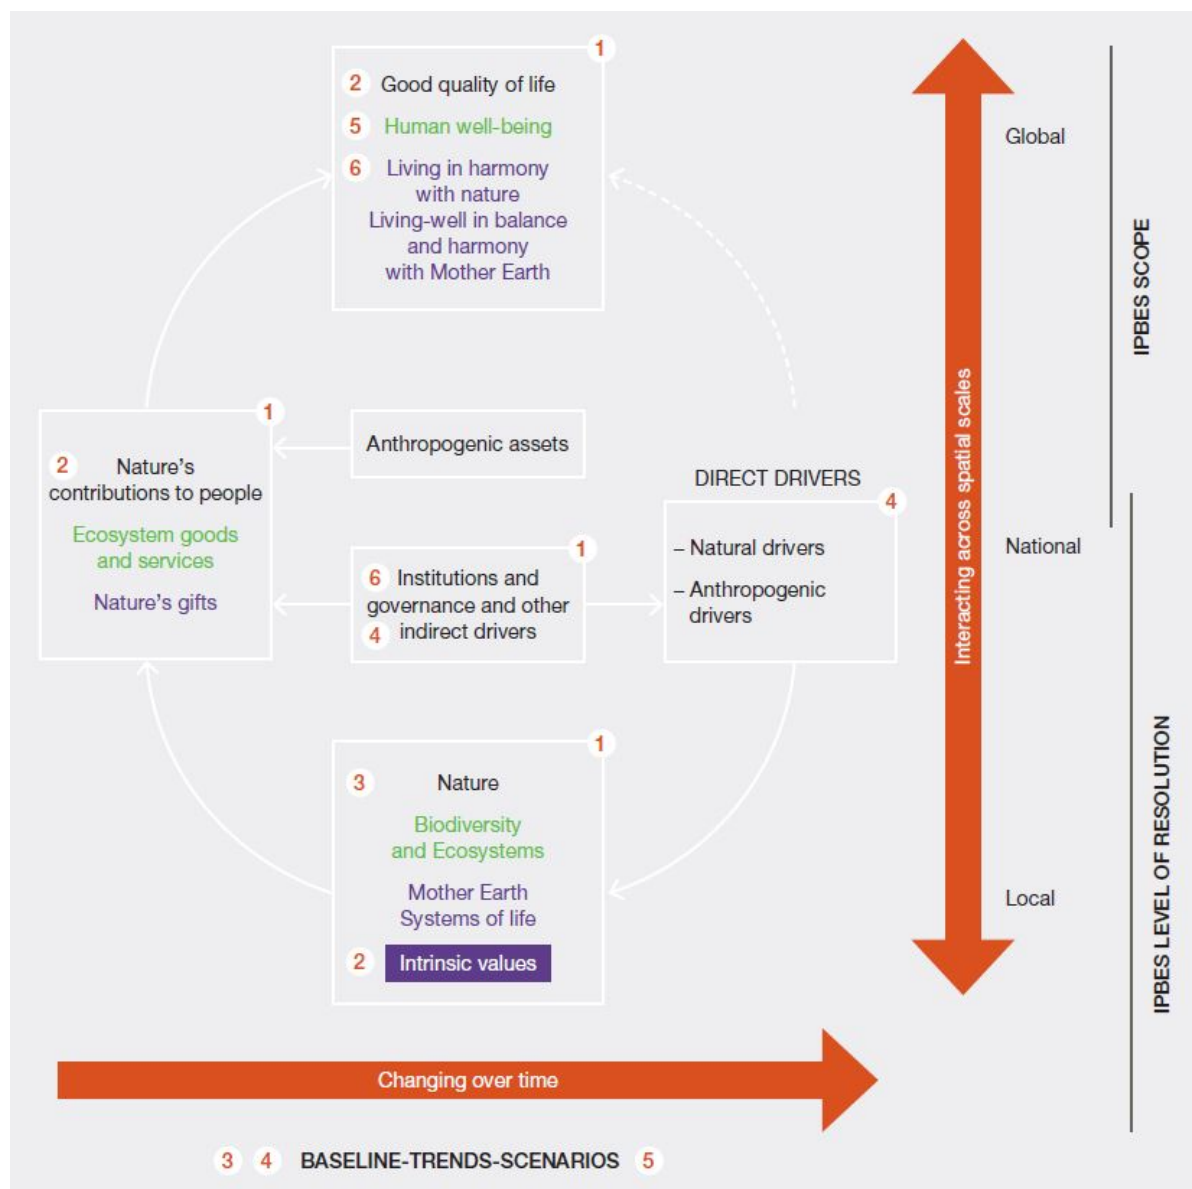 1
2 Good quality of life
5 Human well-being
6 Living in harmony
with nature
Living-well in balance
and harmony
with Mother Earth
1
2 Nature's
contributions to people
Ecosystem goods
and services
Nature's gifts
Anthropogenic assets
1
6 Institutions and
governance and other
4 indirect drivers
DIRECT DRIVERS
4
– Natural drivers
– Anthropogenic
drivers
1
3 Nature
Biodiversity
and Ecosystems
Mother Earth
Systems of life
2 Intrinsic values
Interacting across spatial scales
Global
National
Local
IPBES SCOPE
IPBES LEVEL OF RESOLUTION
Changing over time
3 4 BASELINE-TRENDS-SCENARIOS 5